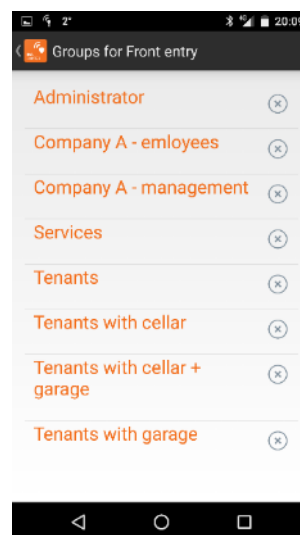 2° 20:09
Groups for Front entry
Administrator
Company A - emloyees
Company A - management
Services
Tenants
Tenants with cellar
Tenants with cellar +
garage
Tenants with garage